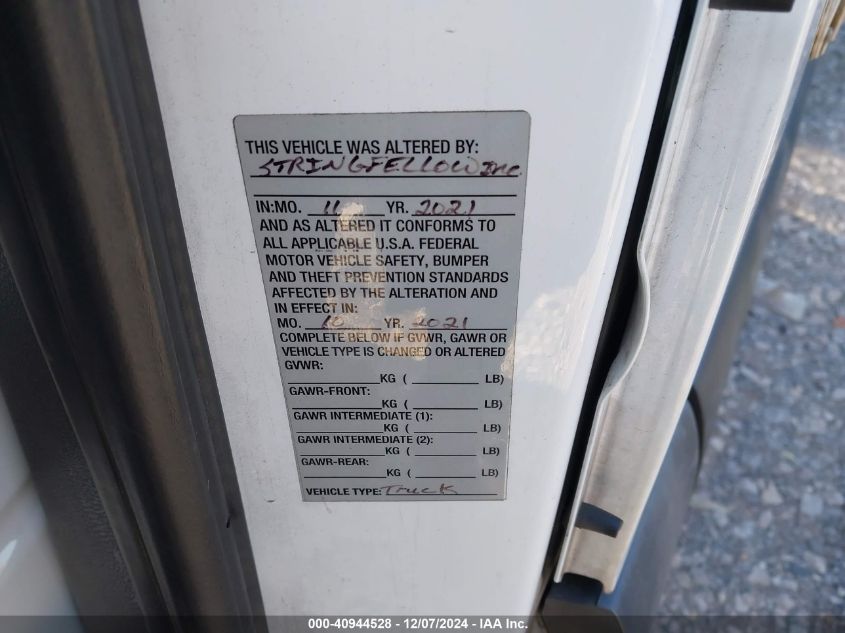 THIS VEHICLE WAS ALTERED BY:
STRINGFELLOW INC.
IN:MO. 11 YR. 2021
AND AS ALTERED IT CONFORMS TO
ALL APPLICABLE U.S.A. FEDERAL
MOTOR VEHICLE SAFETY, BUMPER
AND THEFT PREVENTION STANDARDS
AFFECTED BY THE ALTERATION AND
IN EFFECT IN:
MO. 10 YR. 2021
COMPLETE BELOW IF GVWR, GAWR OR
VEHICLE TYPE IS CHANGED OR ALTERED
GVWR:
KG ( LB)
GAWR-FRONT:
KG ( LB)
GAWR INTERMEDIATE (1):
KG ( LB)
GAWR INTERMEDIATE (2):
KG ( LB)
GAWR-REAR:
KG ( LB)
VEHICLE TYPE: Truck
000-40944528 - 12/07/2024 - IAA Inc.